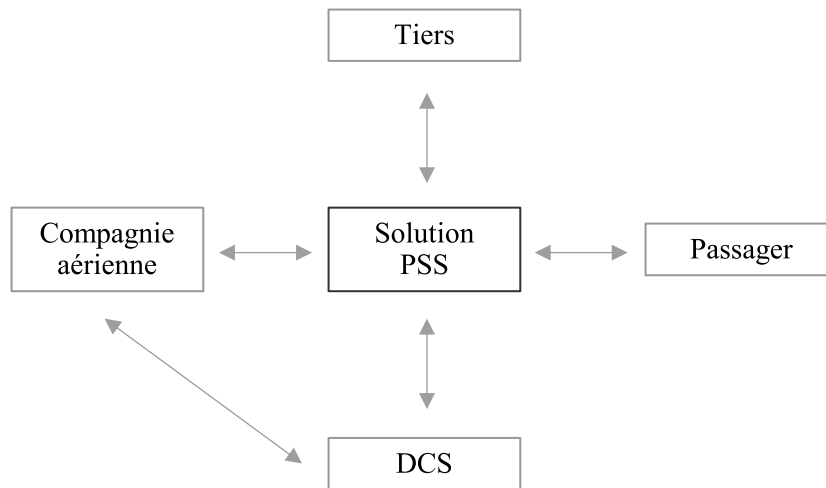 Tiers
Compagnie
aérienne
Solution
PSS
Passager
DCS